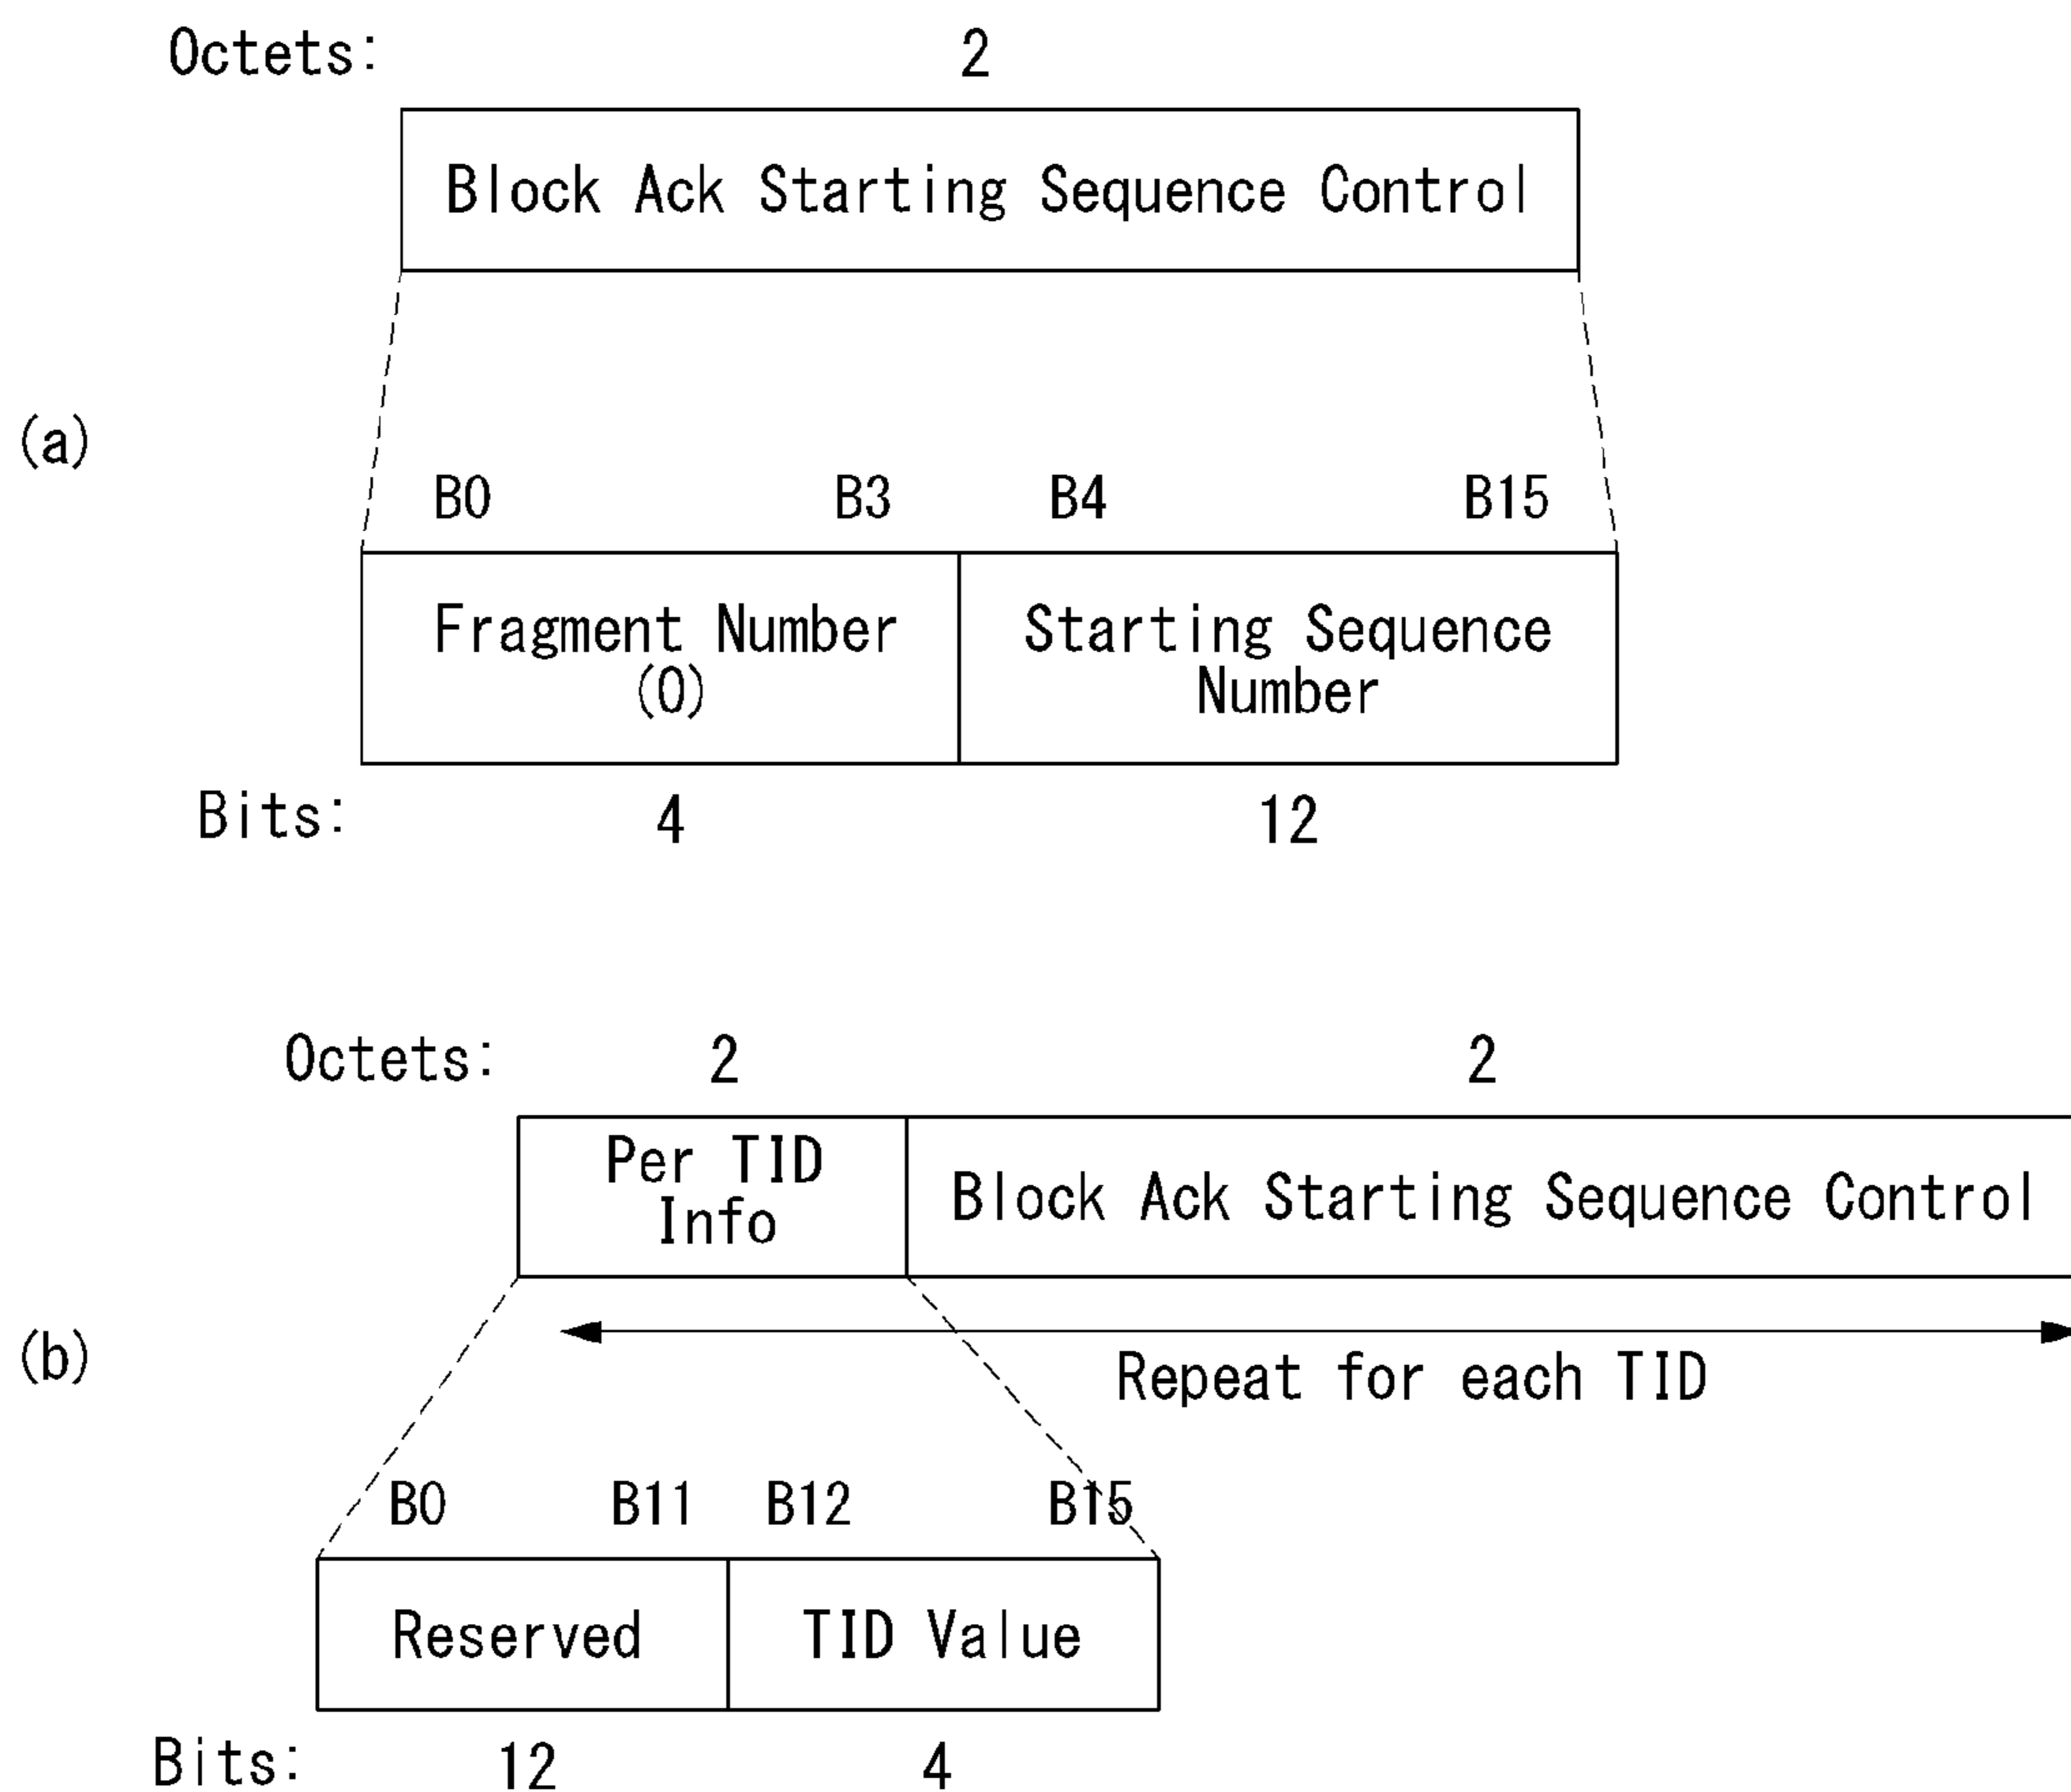 Octets: 2
Block Ack Starting Sequence Control
(a)
B0 B3 B4 B15
Fragment Number
(0)
Starting Sequence
Number
Bits: 4 12
Octets: 2 2
Per TID
Info
Block Ack Starting Sequence Control
(b)
Repeat for each TID
B0 B11 B12 B15
Reserved TID Value
Bits: 12 4